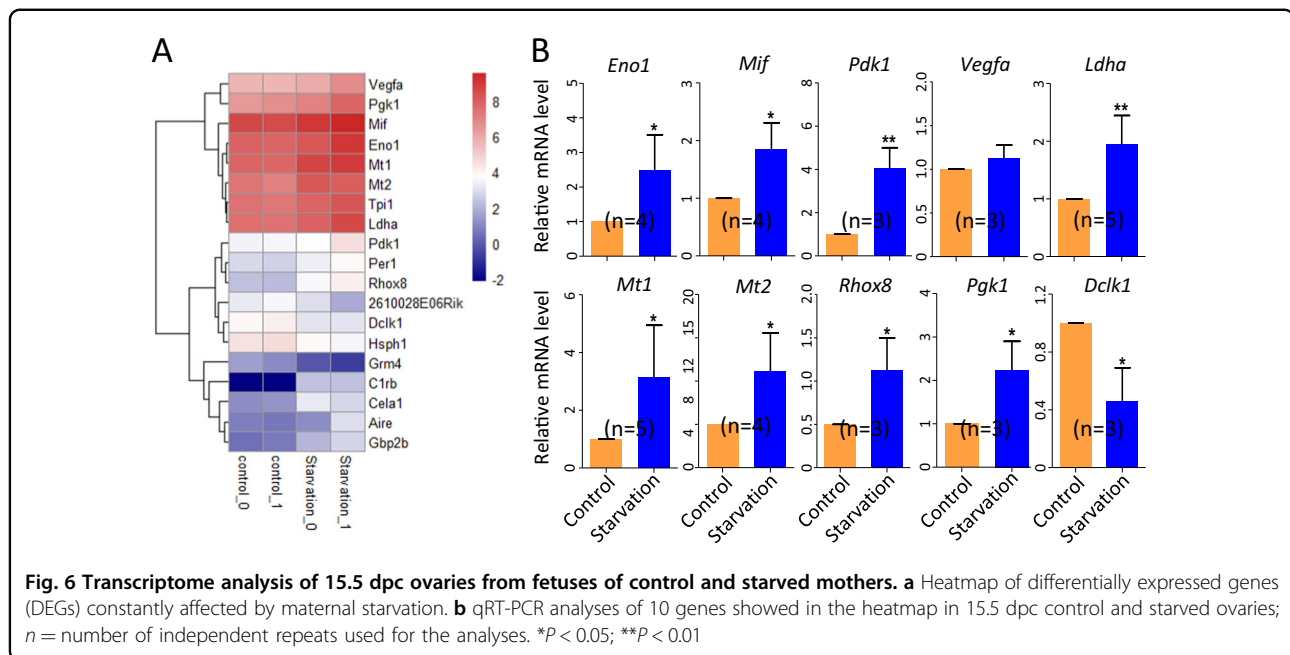 A
Vegfa
Pgk1
Mif
Eno1
Mt1
Mt2
Tpi1
Ldha
Pdk1
Per1
Rhox8
2610028E06Rik
Dclk1
Hsph1
Grm4
C1rb
Cela1
Aire
Gbp2b
control_0
control_1
Starvation_0
Starvation_1
8
6
4
2
0
-2
B
Relative mRNA level
Eno1
5
4
3
2
1
0
*
(n=4)
Mif
2
1
0
*
(n=4)
Pdk1
8
6
4
2
0
**
(n=3)
Vegfa
2.0
1.5
1.0
0.5
0.0
(n=3)
Ldha
3
2
1
0
**
(n=5)
Relative mRNA level
Mt1
6
4
2
0
*
(n=5)
Control
Starvation
Mt2
20
15
12
8
4
0
*
(n=4)
Control
Starvation
Rhox8
2.0
1.5
1.0
0.5
0
*
(n=3)
Control
Starvation
Pgk1
4
3
2
1
0
*
(n=3)
Control
Starvation
Dclk1
1.2
0.8
0.4
0
*
(n=3)
Control
Starvation
Fig. 6 Transcriptome analysis of 15.5 dpc ovaries from fetuses of control and starved mothers. a Heatmap of differentially expressed genes
(DEGs) constantly affected by maternal starvation. b qRT-PCR analyses of 10 genes showed in the heatmap in 15.5 dpc control and starved ovaries;
n = number of independent repeats used for the analyses. *P < 0.05; **P < 0.01